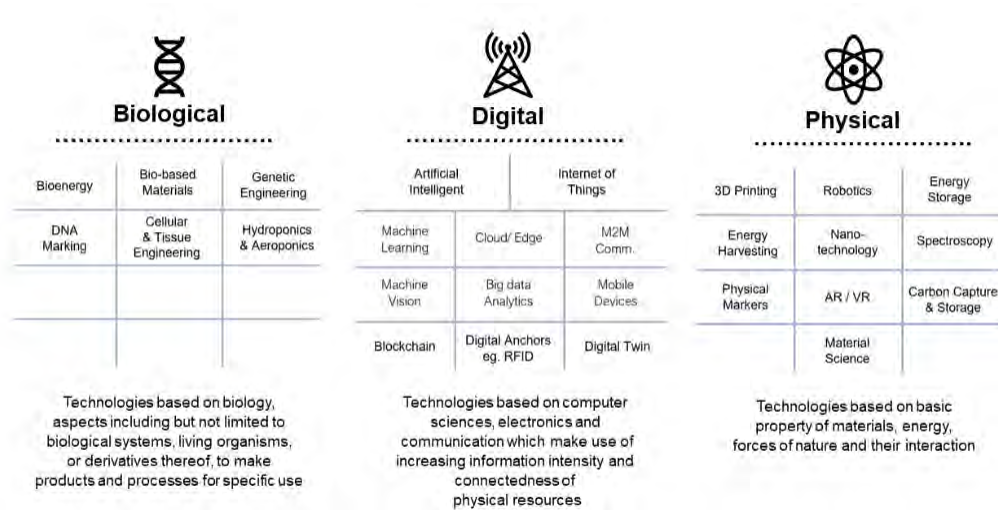 Biological
Bioenergy
Bio-based
Materials
Genetic
Engineering
DNA
Marking
Cellular
& Tissue
Engineering
Hydroponics
& Aeroponics
Technologies based on biology,
aspects including but not limited to
biological systems, living organisms,
or derivatives thereof, to make
products and processes for specific use
Digital
Artificial
Intelligent
Internet of
Things
Machine
Learning
Cloud/ Edge
M2M
Comm.
Machine
Vision
Big data
Analytics
Mobile
Devices
Blockchain
Digital Anchors
eg. RFID
Digital Twin
Technologies based on computer
sciences, electronics and
communication which make use of
increasing information intensity and
connectedness of
physical resources
Physical
3D Printing
Robotics
Energy
Storage
Energy
Harvesting
Nano-
technology
Spectroscopy
Physical
Markers
AR / VR
Carbon Capture
& Storage
Material
Science
Technologies based on basic
property of materials, energy,
forces of nature and their interaction